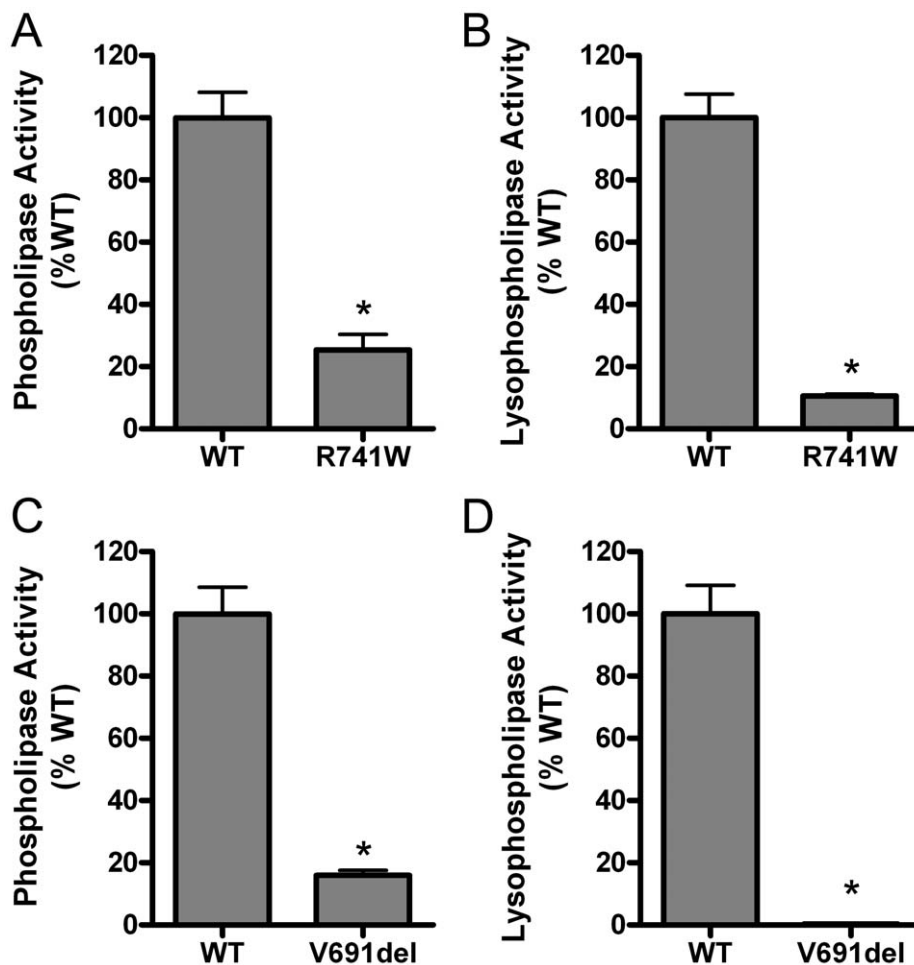 A
Phospholipase Activity
(%WT)
120
100
80
60
40
20
0
*
WT R741W
B
Lysophospholipase Activity
(% WT)
120
100
80
60
40
20
0
*
WT R741W
C
Phospholipase Activity
(% WT)
120
100
80
60
40
20
0
*
WT V691del
D
Lysophospholipase Activity
(% WT)
120
100
80
60
40
20
0
*
WT V691del